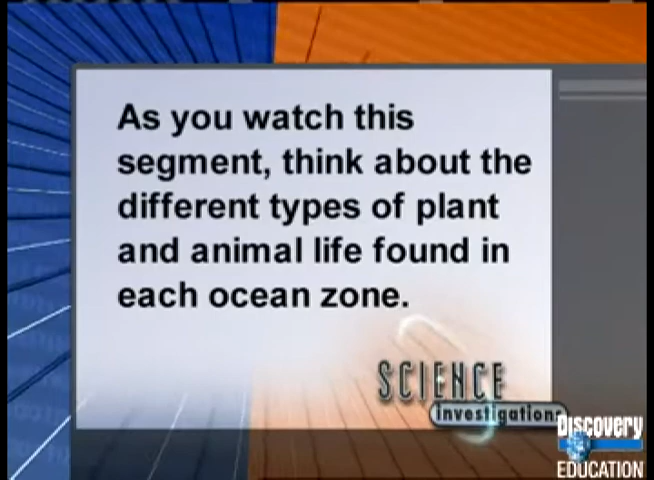 As you watch this
segment, think about the
different types of plant
and animal life found in
each ocean zone.
SCIENCE
investigations
Discovery
EDUCATION